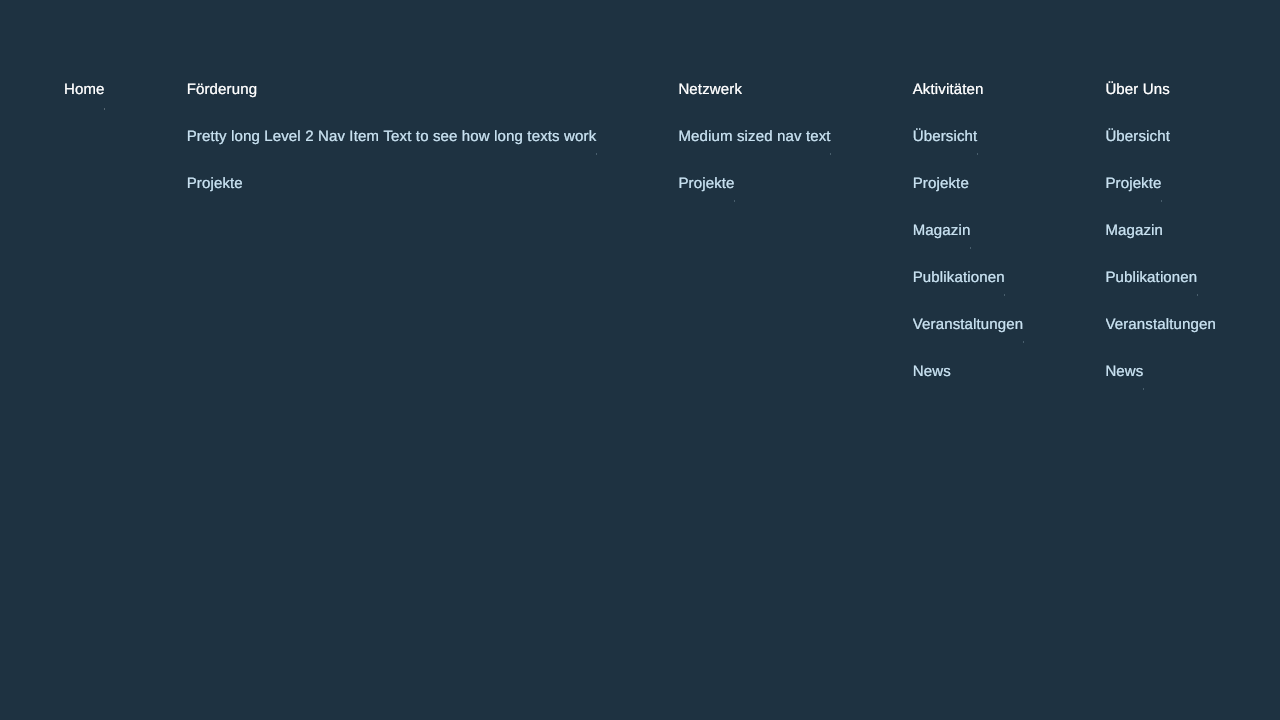 Home
Förderung
Pretty long Level 2 Nav Item Text to see how long texts work
Projekte
Netzwerk
Medium sized nav text
Projekte
Aktivitäten
Übersicht
Projekte
Magazin
Publikationen
Veranstaltungen
News
Über Uns
Übersicht
Projekte
Magazin
Publikationen
Veranstaltungen
News